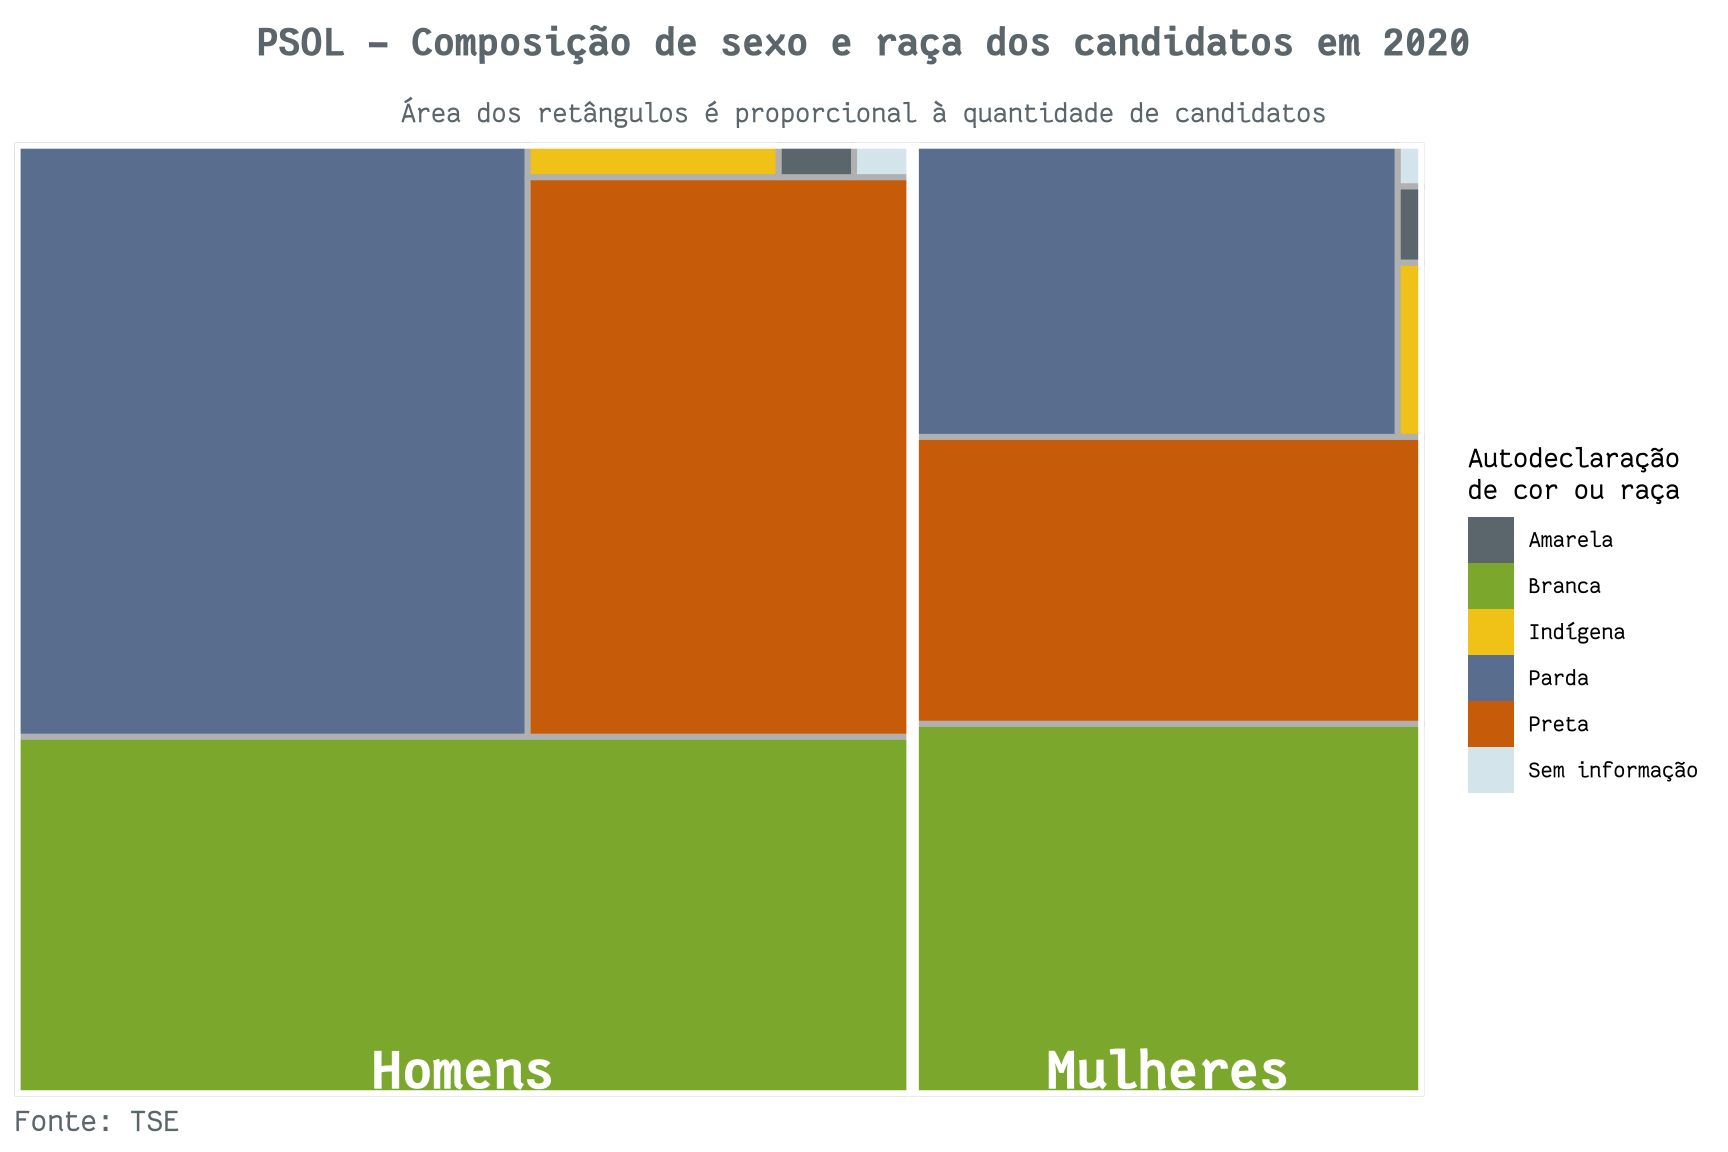 PSOL – Composição de sexo e raça dos candidatos em 2020
Área dos retângulos é proporcional à quantidade de candidatos
Autodeclaração
de cor ou raça
Amarela
Branca
Indígena
Parda
Preta
Sem informação
Homens
Mulheres
Fonte: TSE